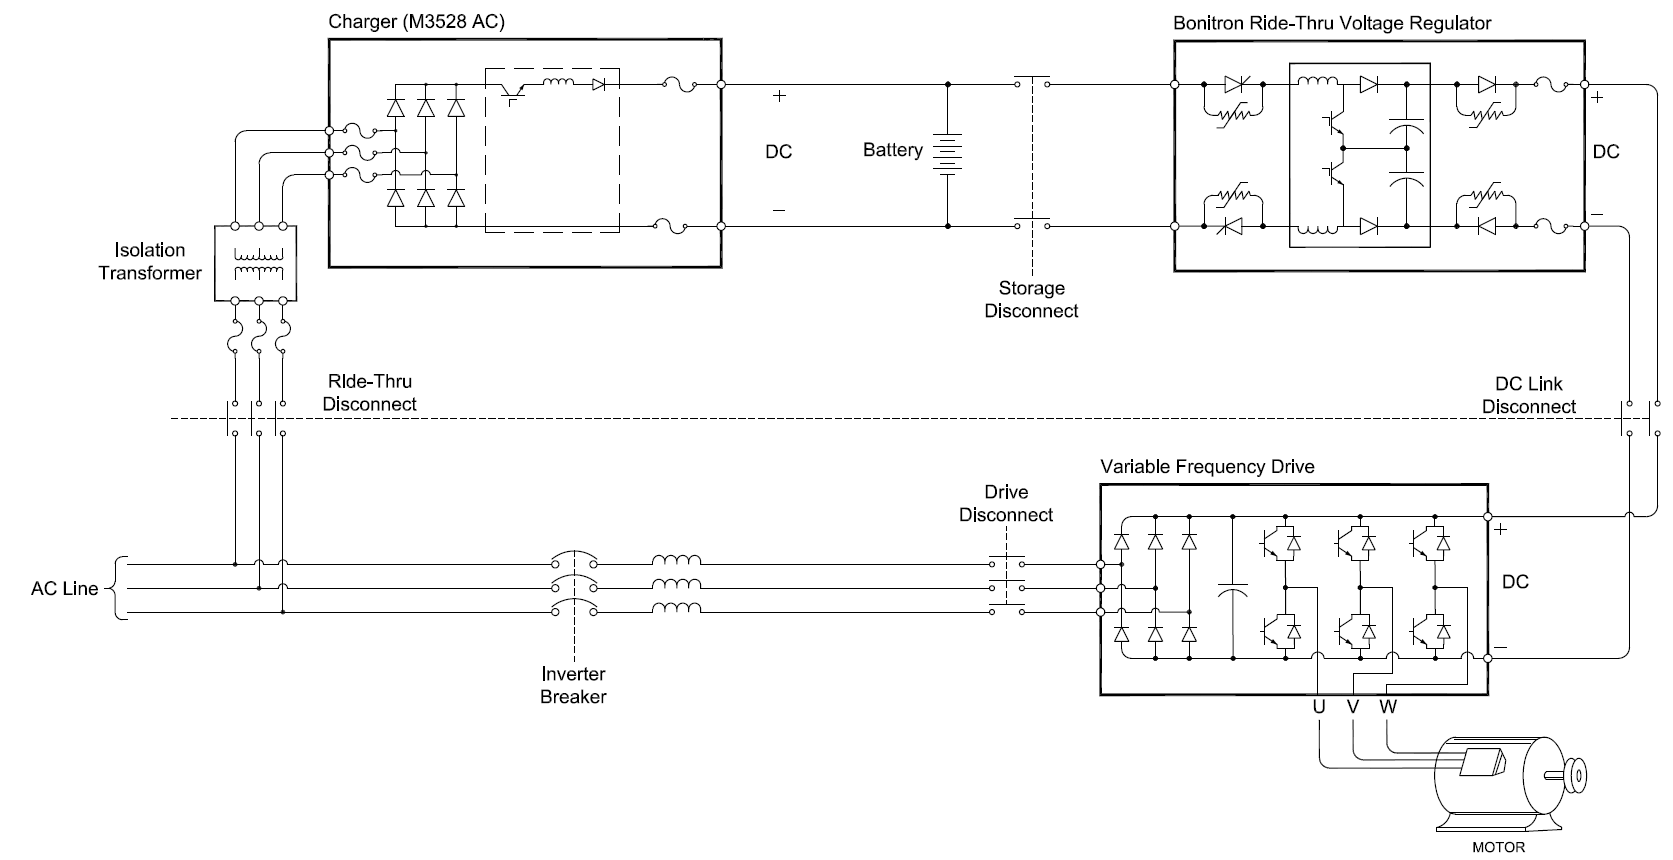 Charger (M3528 AC)
Bonitron Ride-Thru Voltage Regulator
+
DC
−
Battery
+
DC
−
Isolation
Transformer
Storage
Disconnect
RIde-Thru
Disconnect
DC Link
Disconnect
Variable Frequency Drive
Drive
Disconnect
+
DC
−
AC Line
Inverter
Breaker
U V W
MOTOR